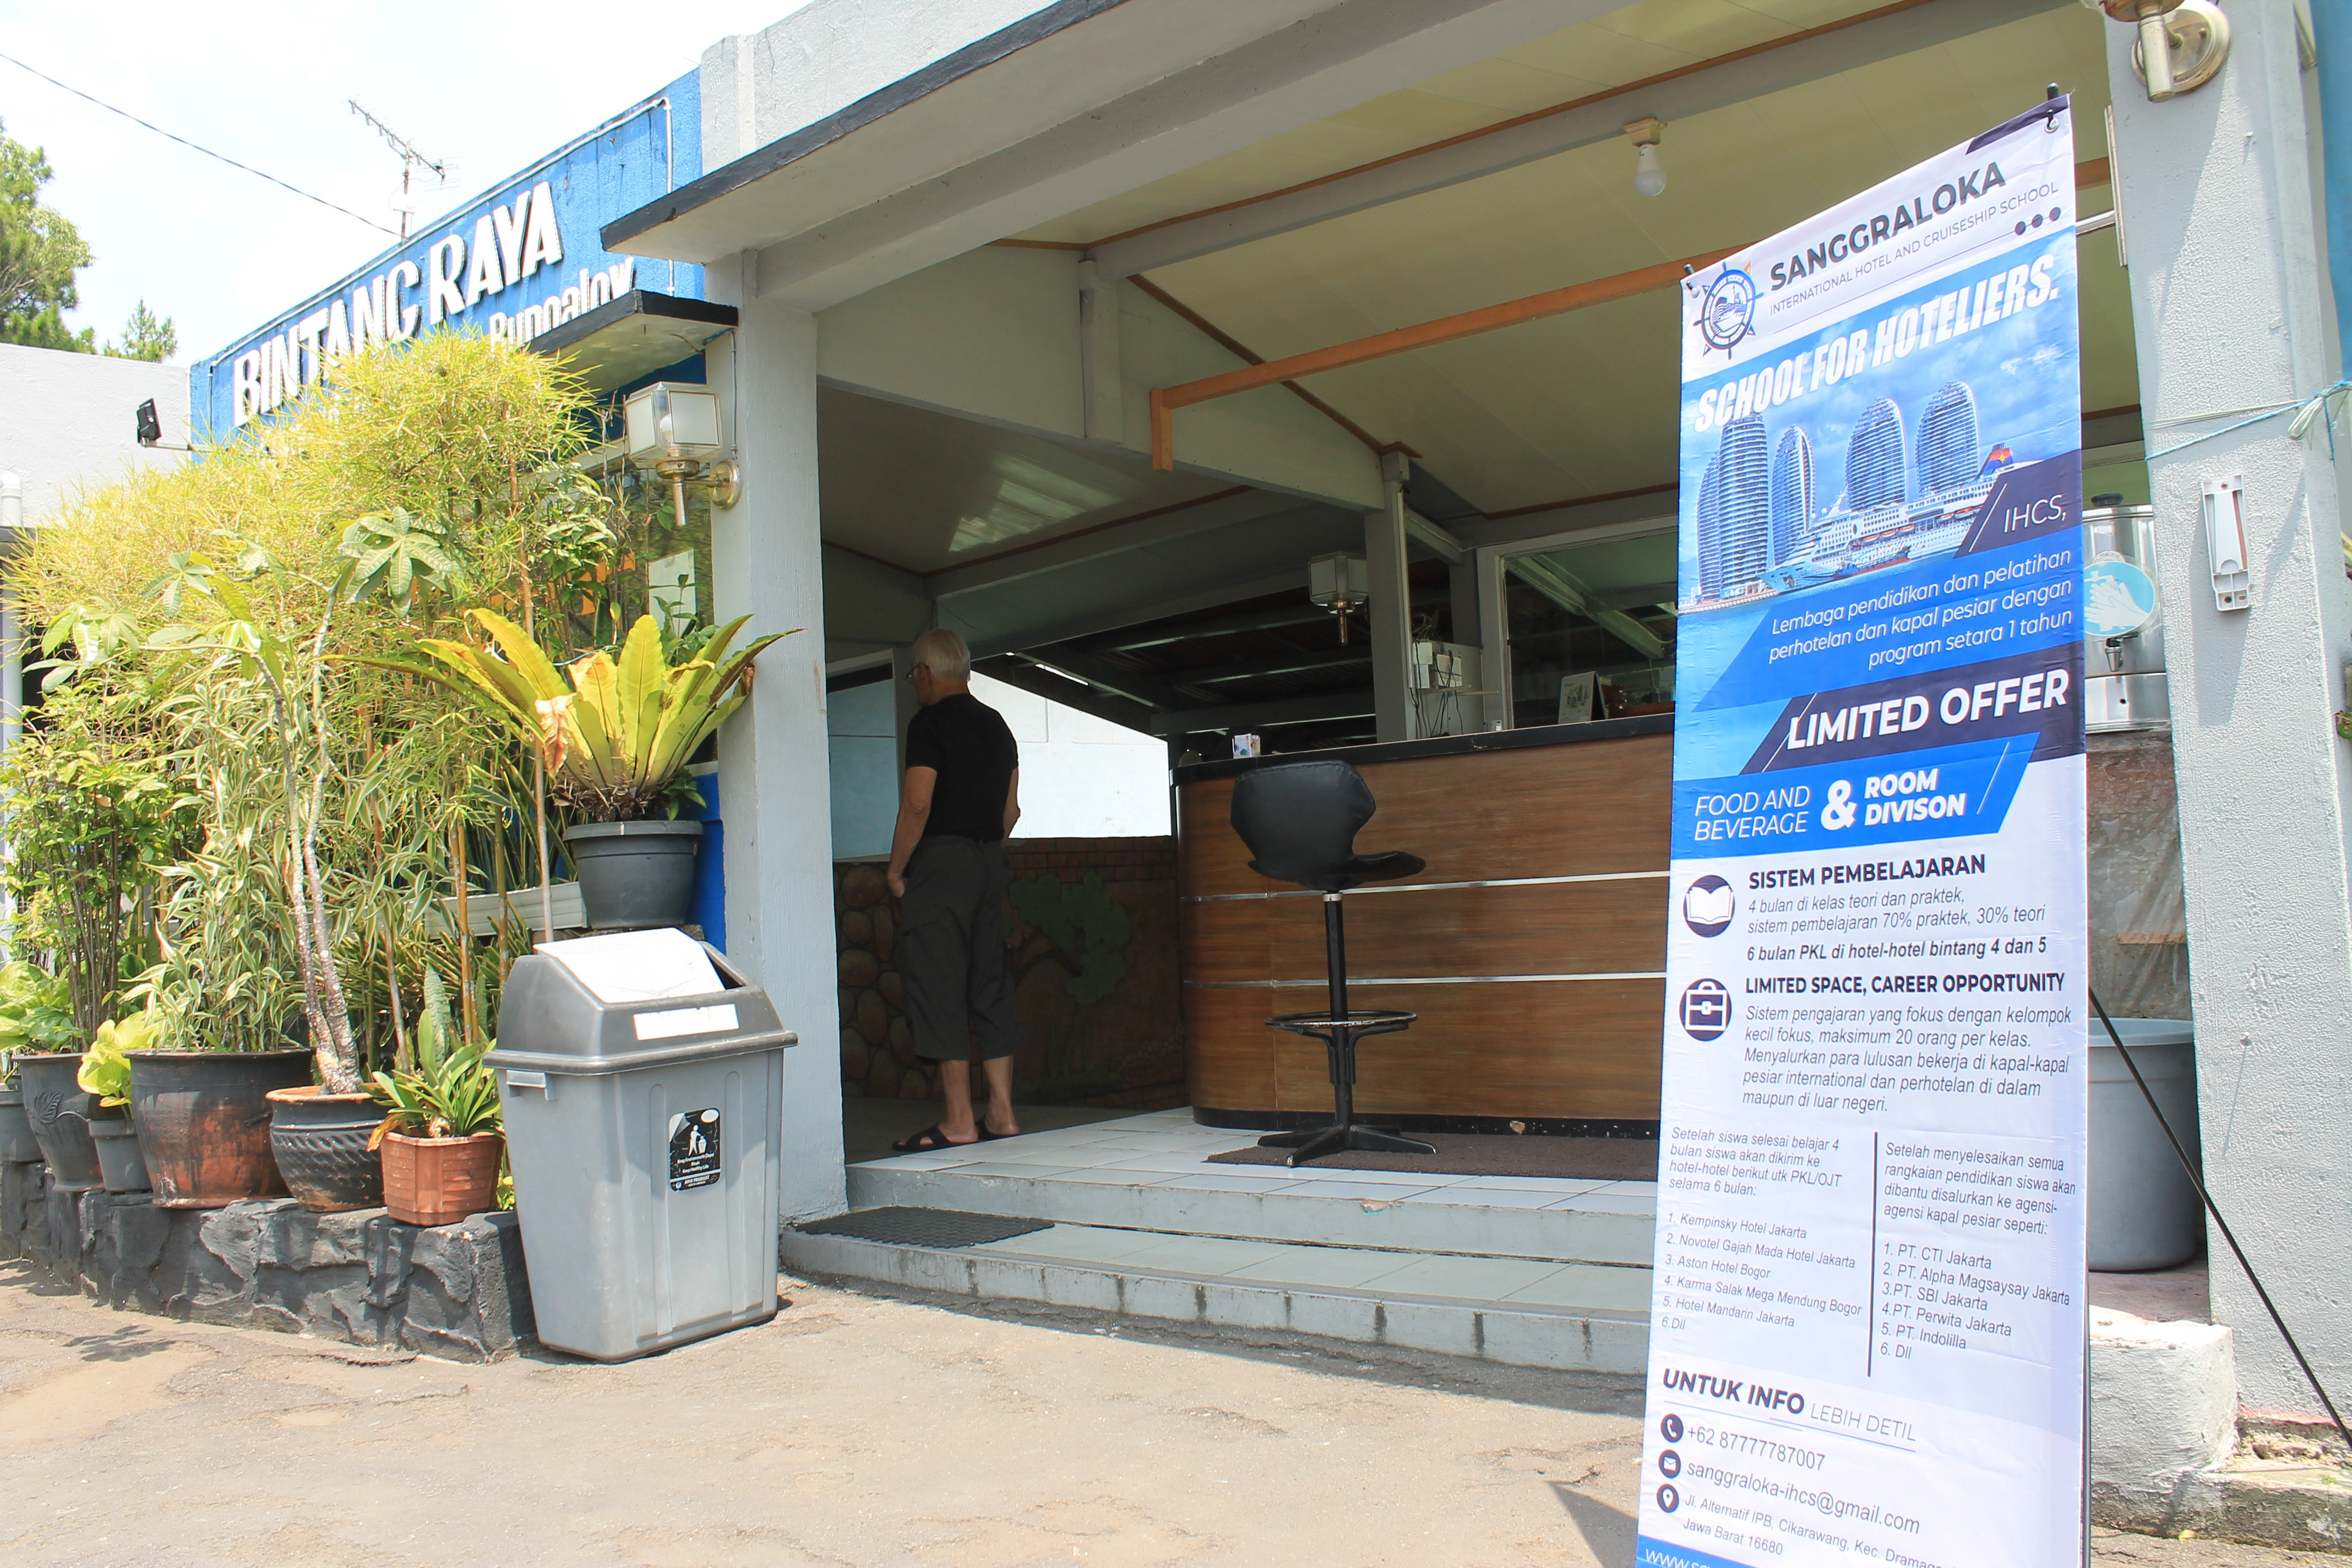 BINTANG RAYA
Bungalow
SANGGRALOKA
INTERNATIONAL HOTEL AND CRUISESHIP SCHOOL
SCHOOL FOR HOTELIERS.
IHCS,
Lembaga pendidikan dan pelatihan
perhotelan dan kapal pesiar dengan
program setara 1 tahun
LIMITED OFFER
FOOD AND
BEVERAGE
&
ROOM
DIVISON
SISTEM PEMBELAJARAN
4 bulan di kelas teori dan praktek,
sistem pembelajaran 70% praktek, 30% teori
6 bulan PKL di hotel-hotel bintang 4 dan 5
LIMITED SPACE, CAREER OPPORTUNITY
Sistem pengajaran yang fokus dengan kelompok
kecil fokus, maksimum 20 orang per kelas.
Menyalurkan para lulusan bekerja di kapal-kapal
pesiar international dan perhotelan di dalam
maupun di luar negeri.
Setelah siswa selesai belajar 4
bulan siswa akan dikirim ke
hotel-hotel berikut utk PKL/OJT
selama 6 bulan:
1. Kempinsky Hotel Jakarta
2. Novotel Gajah Mada Hotel Jakarta
3. Aston Hotel Bogor
4. Karma Salak Mega Mendung Bogor
5. Hotel Mandarin Jakarta
6.Dll
Setelah menyelesaikan semua
rangkaian pendidikan siswa akan
dibantu disalurkan ke agensi-
agensi kapal pesiar seperti:
1. PT. CTI Jakarta
2. PT. Alpha Magsaysay Jakarta
3.PT. SBI Jakarta
4.PT. Perwita Jakarta
5. PT. Indolilla
6. Dll
UNTUK INFO LEBIH DETIL
+62 87777787007
sanggraloka-ihcs@gmail.com
Jl. Alternatif IPB, Cikarawang, Kec. Dramaga
Jawa Barat 16680